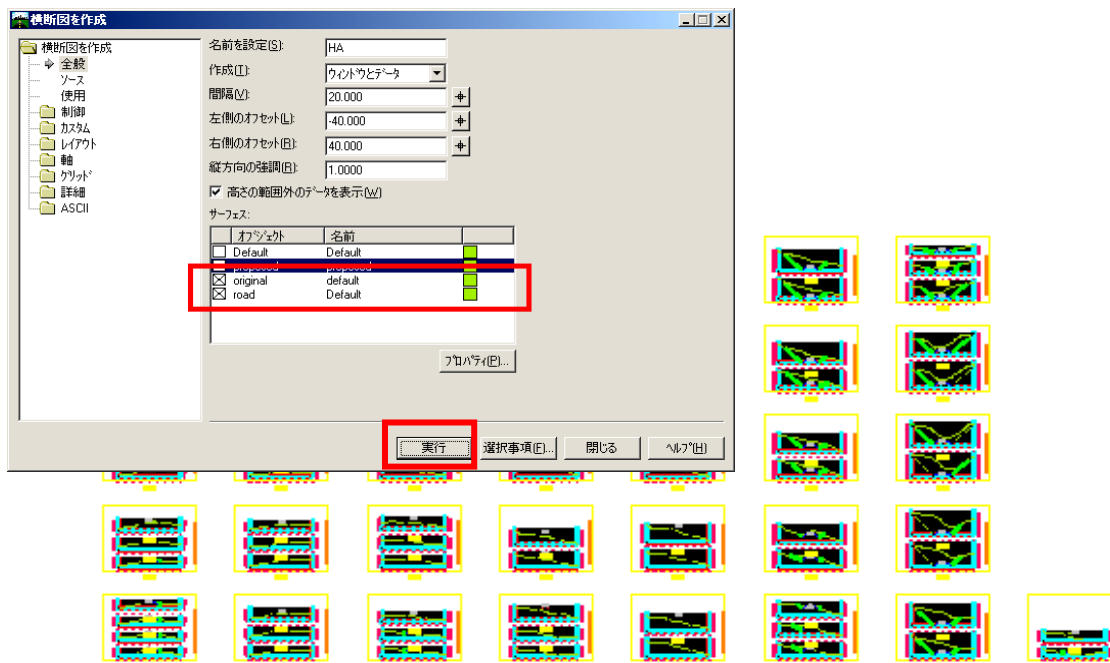 横断図を作成
横断図を作成
全般
ソース
使用
制御
カスタム
レイアウト
軸
グリッド
詳細
ASCII
名前を設定(S):
HA
作成(T):
ウィンドウとデータ
間隔(V):
20.000
左側のオフセット(L):
-40.000
右側のオフセット(R):
40.000
縦方向の強調(R):
1.0000
高さの範囲外のデータを表示(W)
サーフェス:
オブジェクト 名前
Default Default
proposed proposed
original default
road Default
プロパティ(P)...
実行 選択事項(F)... 閉じる ヘルプ(H)